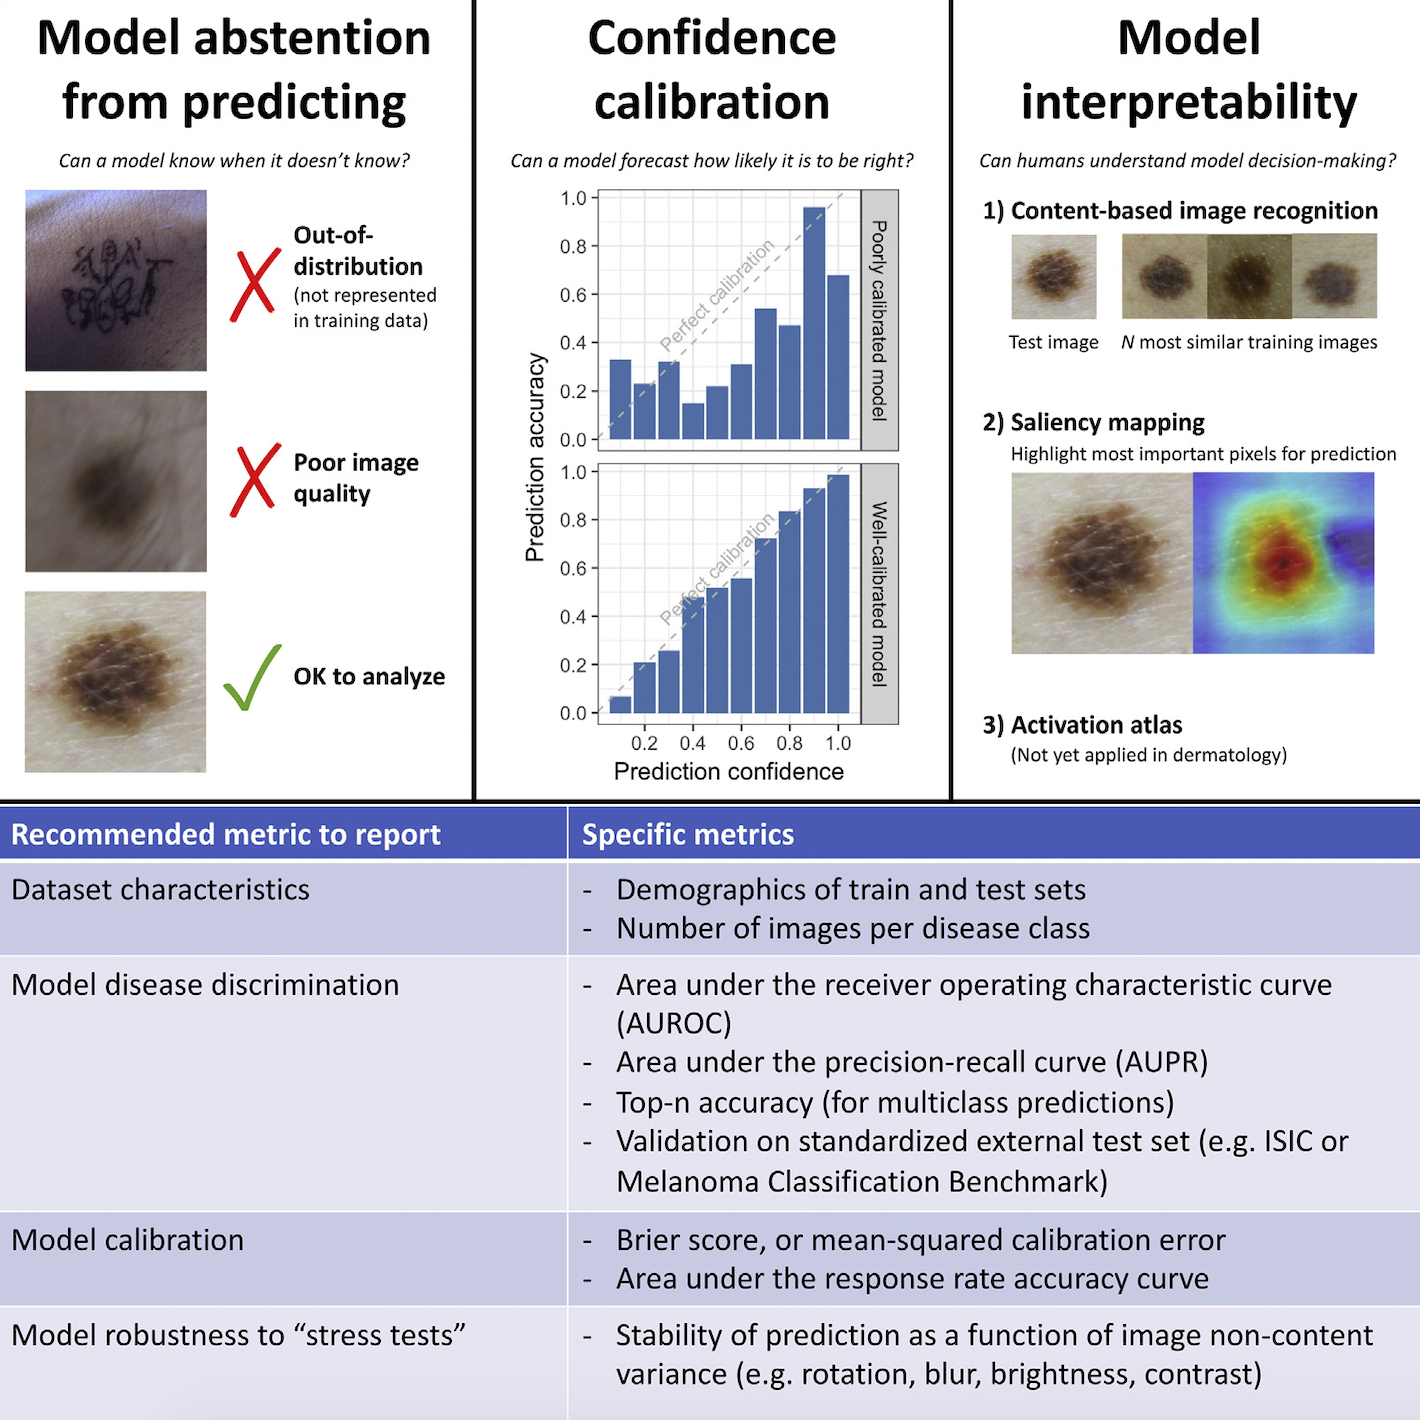 Model abstention
from predicting
Can a model know when it doesn't know?
Out-of-
distribution
(not represented
in training data)
Poor image
quality
OK to analyze
Confidence
calibration
Can a model forecast how likely it is to be right?
Prediction accuracy
1.0
0.8
0.6
0.4
0.2
0.0
Perfect calibration
Poorly calibrated model
1.0
0.8
0.6
0.4
0.2
0.0
Perfect calibration
Well-calibrated model
0.2 0.4 0.6 0.8 1.0
Prediction confidence
Model
interpretability
Can humans understand model decision-making?
1) Content-based image recognition
Test image
N most similar training images
2) Saliency mapping
Highlight most important pixels for prediction
3) Activation atlas
(Not yet applied in dermatology)
Recommended metric to report
Specific metrics
Dataset characteristics
- Demographics of train and test sets
- Number of images per disease class
Model disease discrimination
- Area under the receiver operating characteristic curve
(AUROC)
- Area under the precision-recall curve (AUPR)
- Top-n accuracy (for multiclass predictions)
- Validation on standardized external test set (e.g. ISIC or
Melanoma Classification Benchmark)
Model calibration
- Brier score, or mean-squared calibration error
- Area under the response rate accuracy curve
Model robustness to “stress tests”
- Stability of prediction as a function of image non-content
variance (e.g. rotation, blur, brightness, contrast)